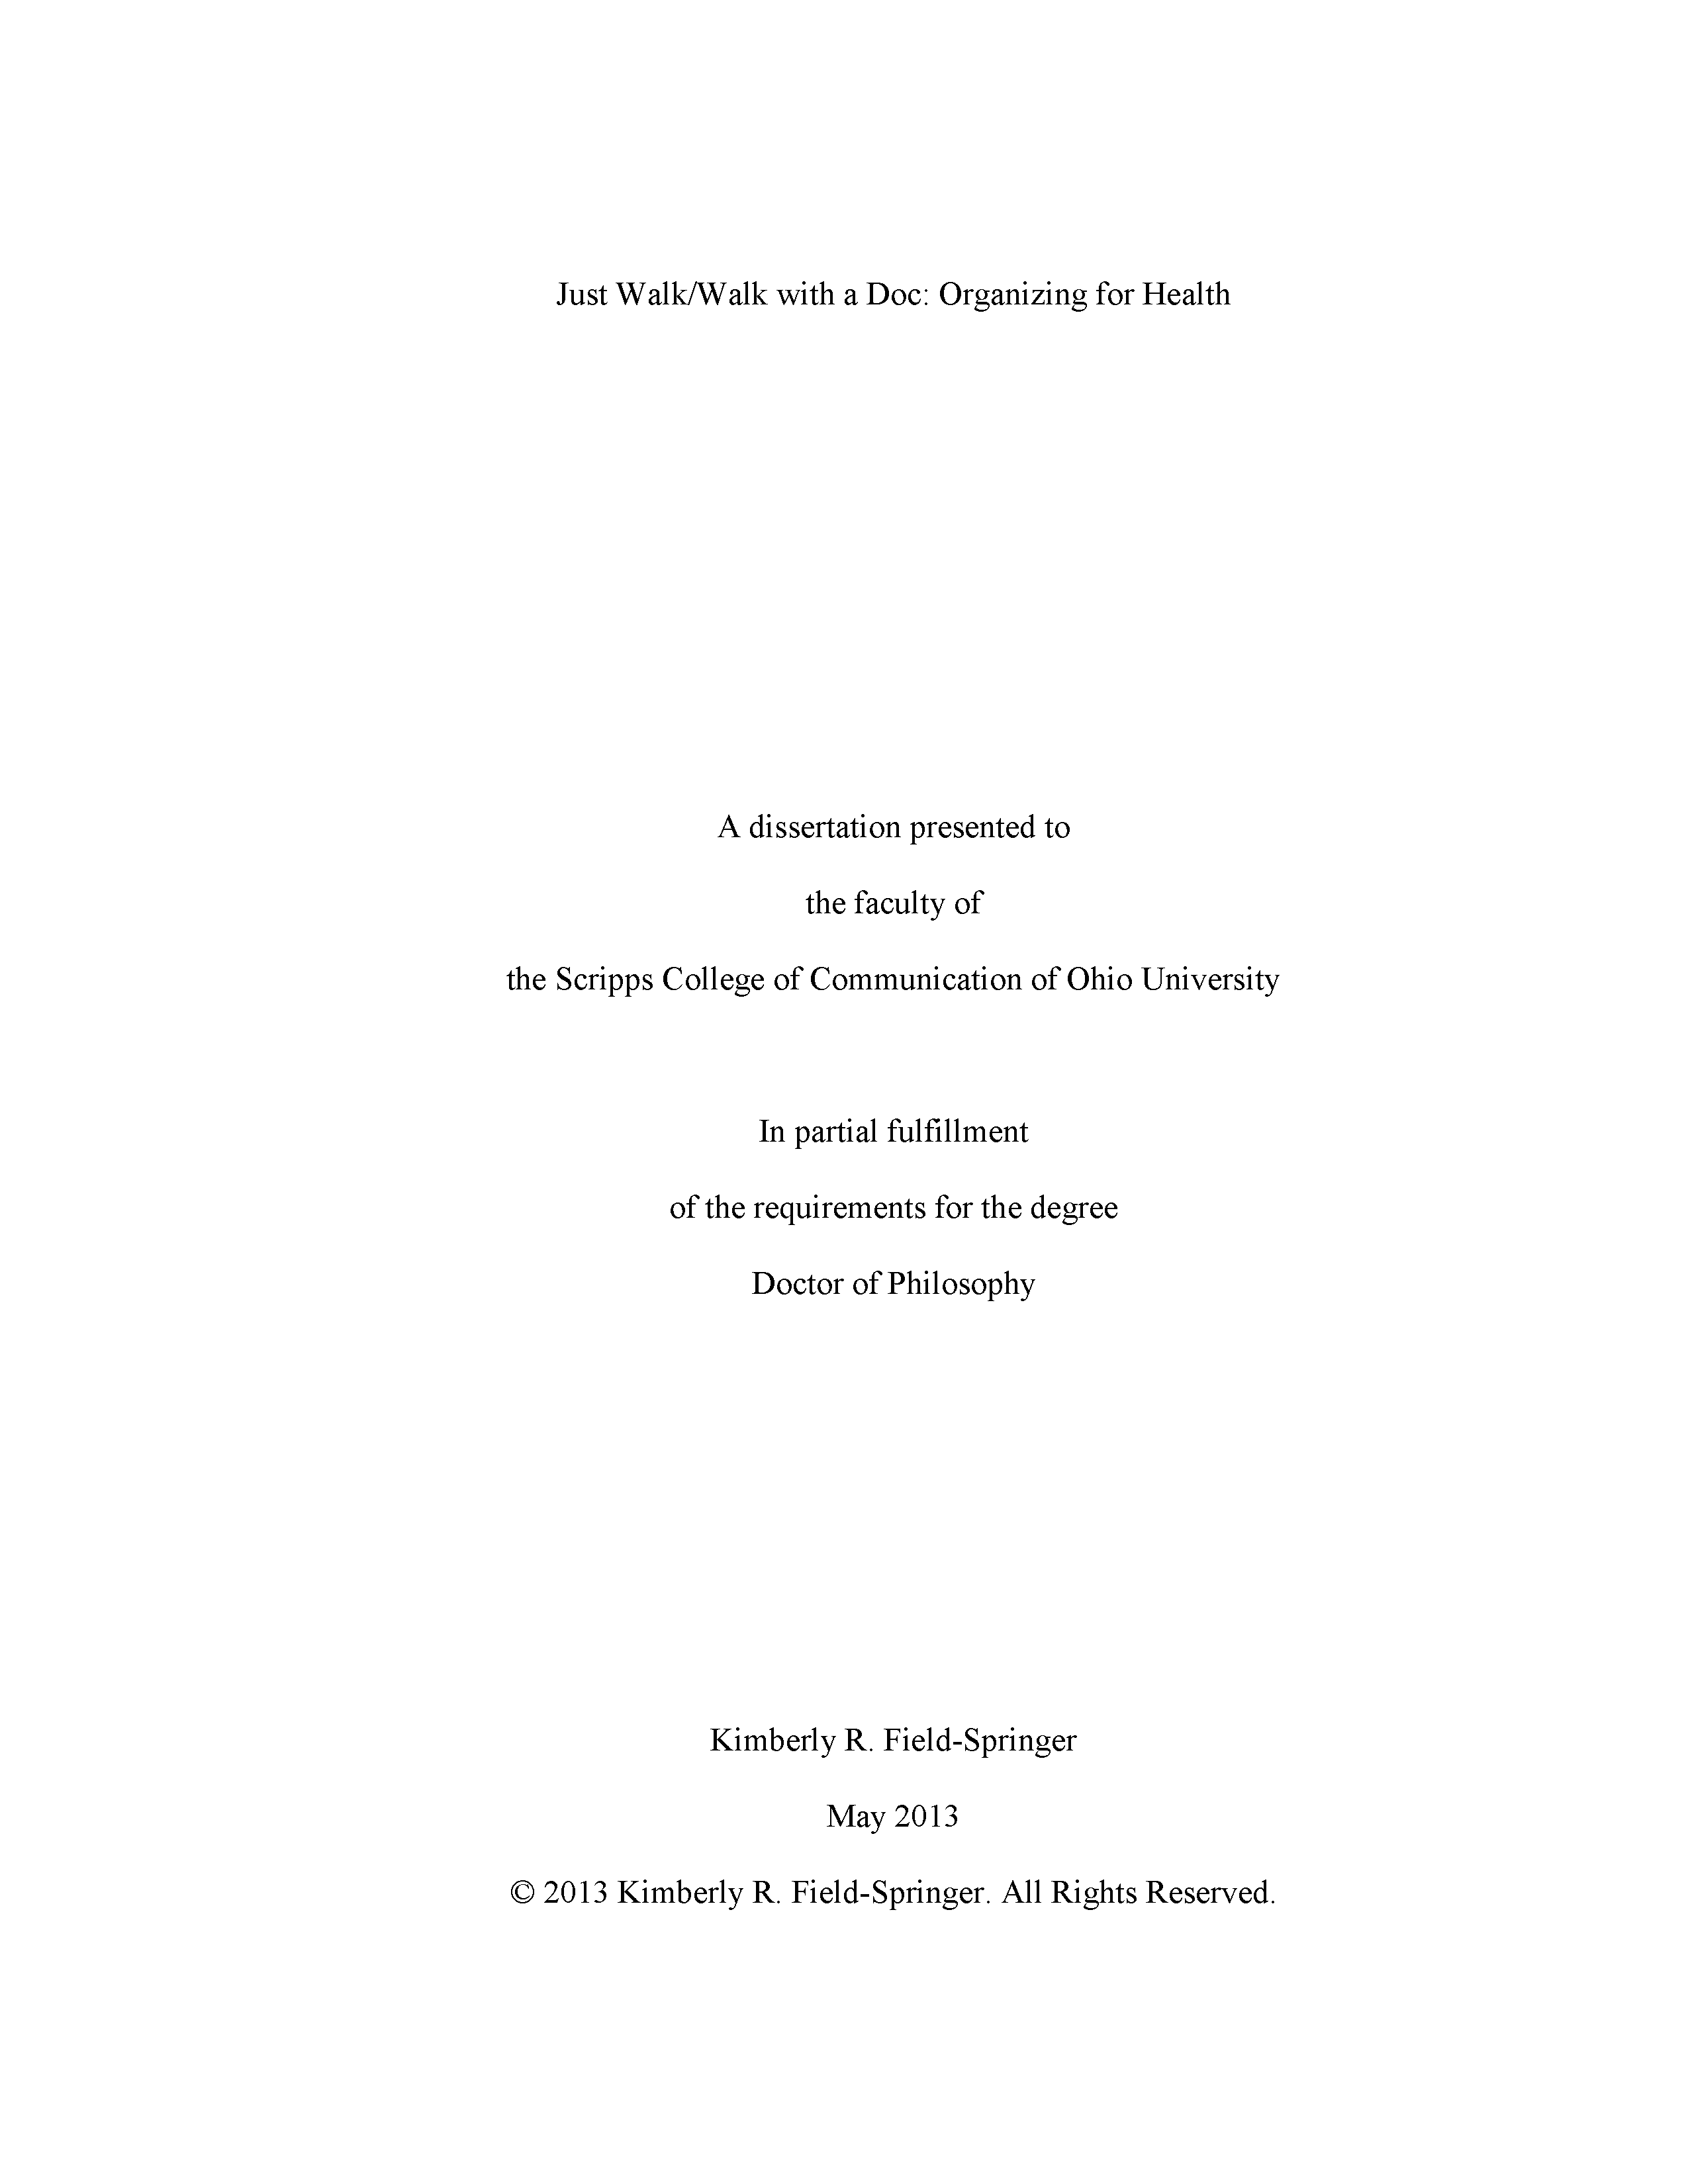 Just Walk/Walk with a Doc: Organizing for Health
A dissertation presented to
the faculty of
the Scripps College of Communication of Ohio University
In partial fulfillment
of the requirements for the degree
Doctor of Philosophy
Kimberly R. Field-Springer
May 2013
© 2013 Kimberly R. Field-Springer. All Rights Reserved.